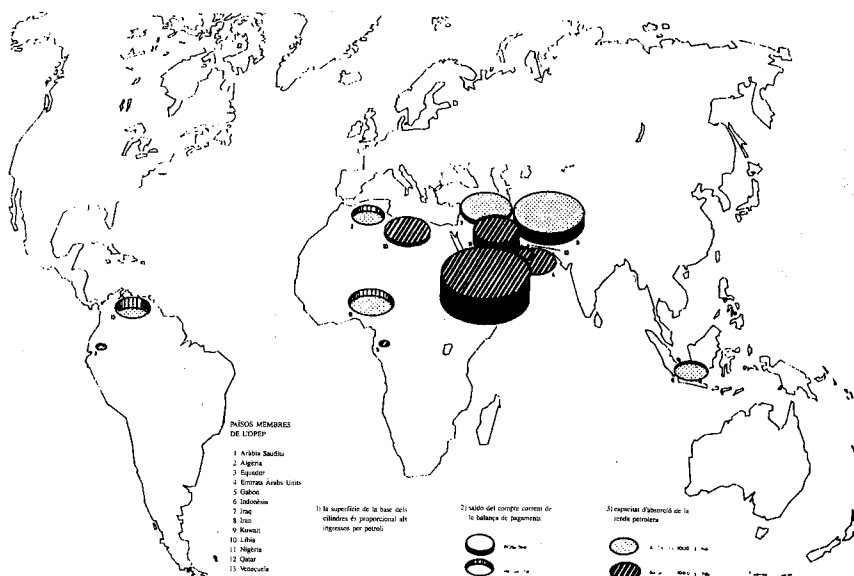 PAÏSOS MEMBRES
DE L'OPEP
1 Aràbia Saudita
2 Algèria
3 Equador
4 Emirats Àrabs Units
5 Gabon
6 Indonèsia
7 Iraq
8 Iran
9 Kuwait
10 Líbia
11 Nigèria
12 Qatar
13 Veneçuela
1) la superfície de la base dels
cilindres és proporcional als
ingressos per petroli
2) saldo del compte corrent de
la balança de pagaments
3) capacitat d'absorció de la
renda petroliera